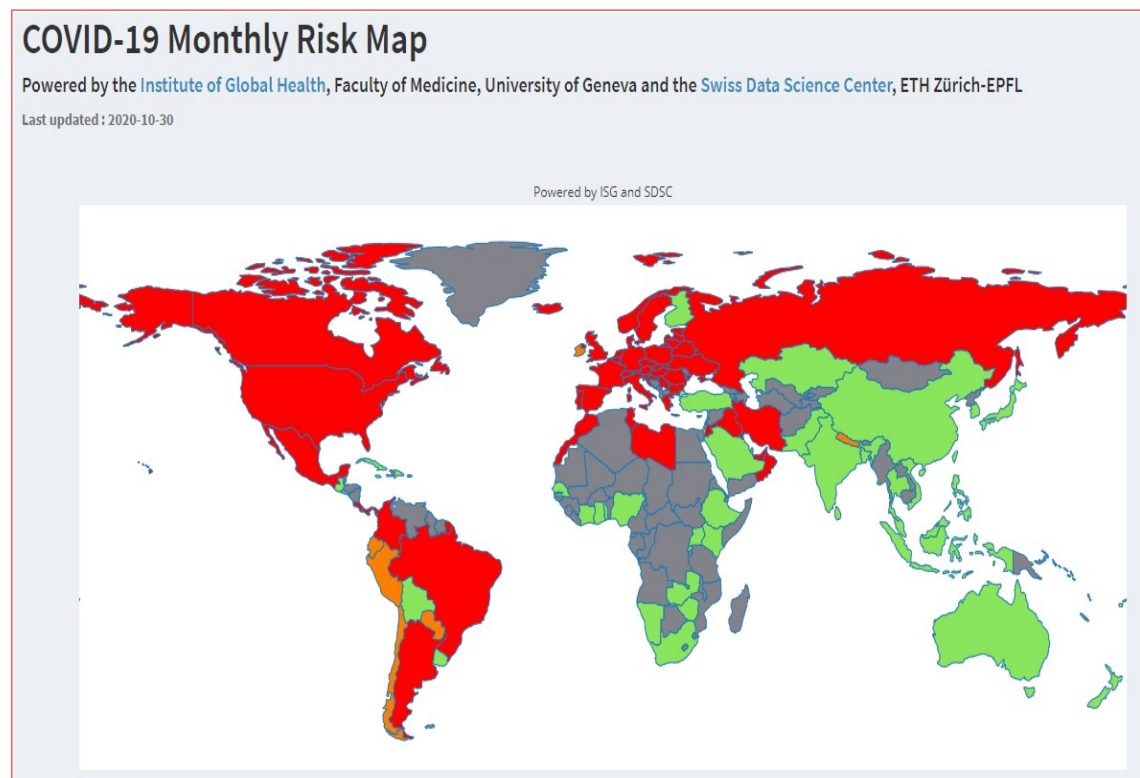 COVID-19 Monthly Risk Map
Powered by the Institute of Global Health, Faculty of Medicine, University of Geneva and the Swiss Data Science Center, ETH Zürich-EPFL
Last updated : 2020-10-30
Powered by ISG and SDSC